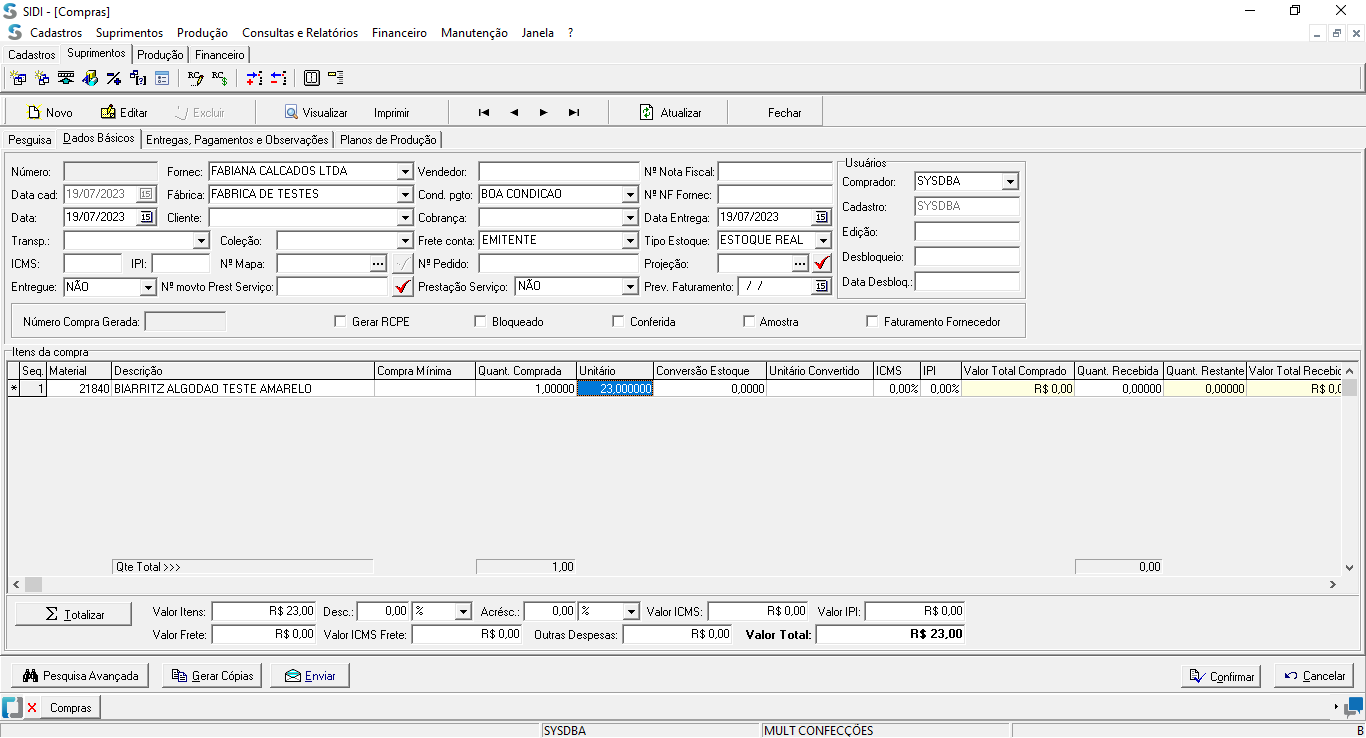 SIDI - [Compras]
Cadastros Suprimentos Produção Consultas e Relatórios Financeiro Manutenção Janela ?
Cadastros Suprimentos Produção Financeiro
Novo Editar Excluir Visualizar Imprimir Atualizar Fechar
Pesquisa Dados Básicos Entregas, Pagamentos e Observações Planos de Produção
Usuários
Número: Fornec: FABIANA CALCADOS LTDA Vendedor: Nº Nota Fiscal: Comprador: SYSDBA
Data cad: 19/07/2023 15 Fábrica: FABRICA DE TESTES Cond. pgto: BOA CONDICAO Nº NF Fornec: Cadastro: SYSDBA
Data: 19/07/2023 15 Cliente: Cobrança: Data Entrega: 19/07/2023 15 Edição:
Transp.: Coleção: Frete conta: EMITENTE Tipo Estoque: ESTOQUE REAL Desbloqueio:
ICMS: IPI: Nº Mapa: ... Nº Pedido: Projeção: ... Data Desbloq.:
Entregue: NÃO Nº movto Prest Serviço: Prestação Serviço: NÃO Prev. Faturamento: / / 15
Número Compra Gerada: Gerar RCPE Bloqueado Conferida Amostra Faturamento Fornecedor
Itens da compra
Seq. Material Descrição Compra Mínima Quant. Comprada Unitário Conversão Estoque Unitário Convertido ICMS IPI Valor Total Comprado Quant. Recebida Quant. Restante Valor Total Recebic
* 1 21840 BIARRITZ ALGODAO TESTE AMARELO 1,00000 23,000000 0,0000 0,00% 0,00% R$ 0,00 0,00000 0,00000 R$ 0,0
Qte Total >>> 1,00 0,00
Σ Totalizar Valor Itens: R$ 23,00 Desc.: 0,00 % Acrésc.: 0,00 % Valor ICMS: R$ 0,00 Valor IPI: R$ 0,00
Valor Frete: R$ 0,00 Valor ICMS Frete: R$ 0,00 Outras Despesas: R$ 0,00 Valor Total: R$ 23,00
Pesquisa Avançada Gerar Cópias Enviar Confirmar Cancelar
Compras
SYSDBA MULT CONFECÇÕES B